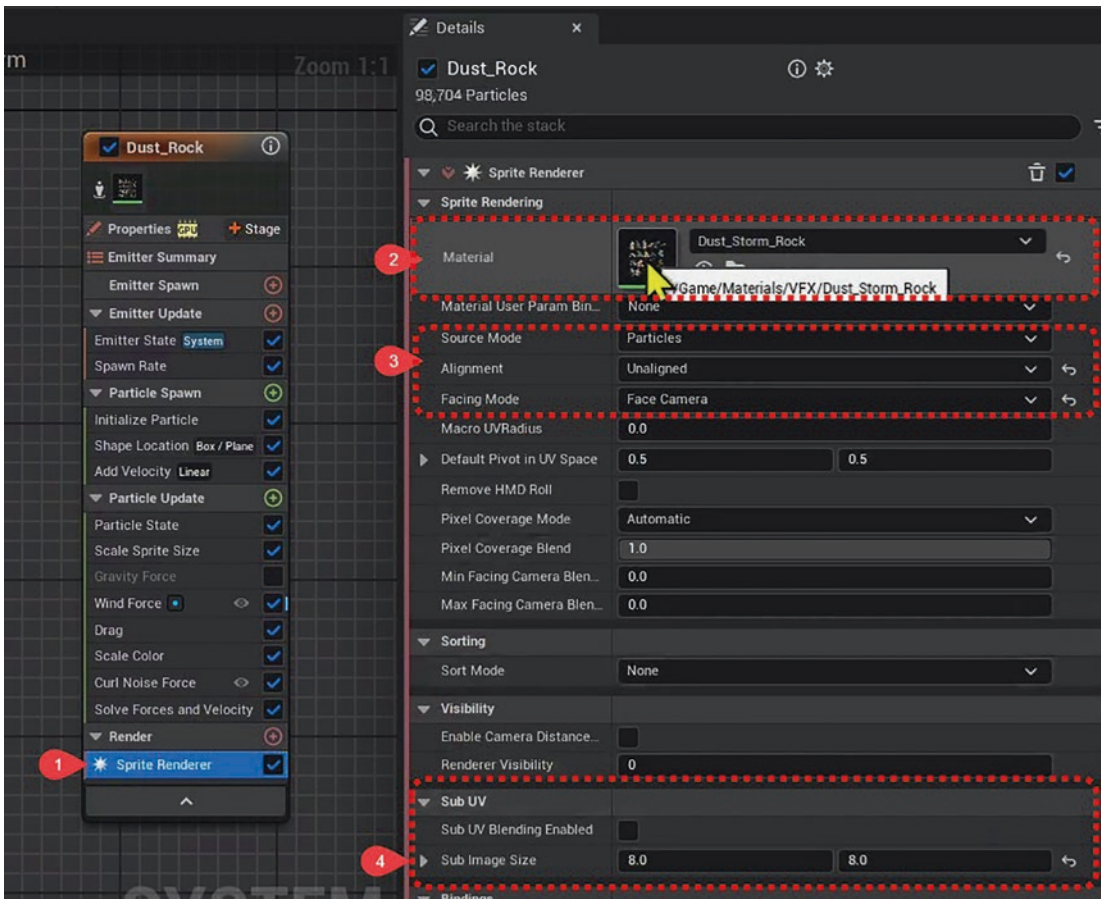 rm
Zoom 1:1
Dust_Rock
Properties GPU + Stage
Emitter Summary
Emitter Spawn
Emitter Update
Emitter State System
Spawn Rate
Particle Spawn
Initialize Particle
Shape Location Box / Plane
Add Velocity Linear
Particle Update
Particle State
Scale Sprite Size
Gravity Force
Wind Force
Drag
Scale Color
Curl Noise Force
Solve Forces and Velocity
Render
1 Sprite Renderer
SYSTEM
Details ×
Dust_Rock
98,704 Particles
Search the stack
Sprite Renderer
Sprite Rendering
2 Material Dust_Storm_Rock
/Game/Materials/VFX/Dust_Storm_Rock
Material User Param Bin... None
Source Mode Particles
3 Alignment Unaligned
Facing Mode Face Camera
Macro UVRadius 0.0
Default Pivot in UV Space 0.5 0.5
Remove HMD Roll
Pixel Coverage Mode Automatic
Pixel Coverage Blend 1.0
Min Facing Camera Blen... 0.0
Max Facing Camera Blen... 0.0
Sorting
Sort Mode None
Visibility
Enable Camera Distance...
Renderer Visibility 0
Sub UV
Sub UV Blending Enabled
4 Sub Image Size 8.0 8.0
Bindings